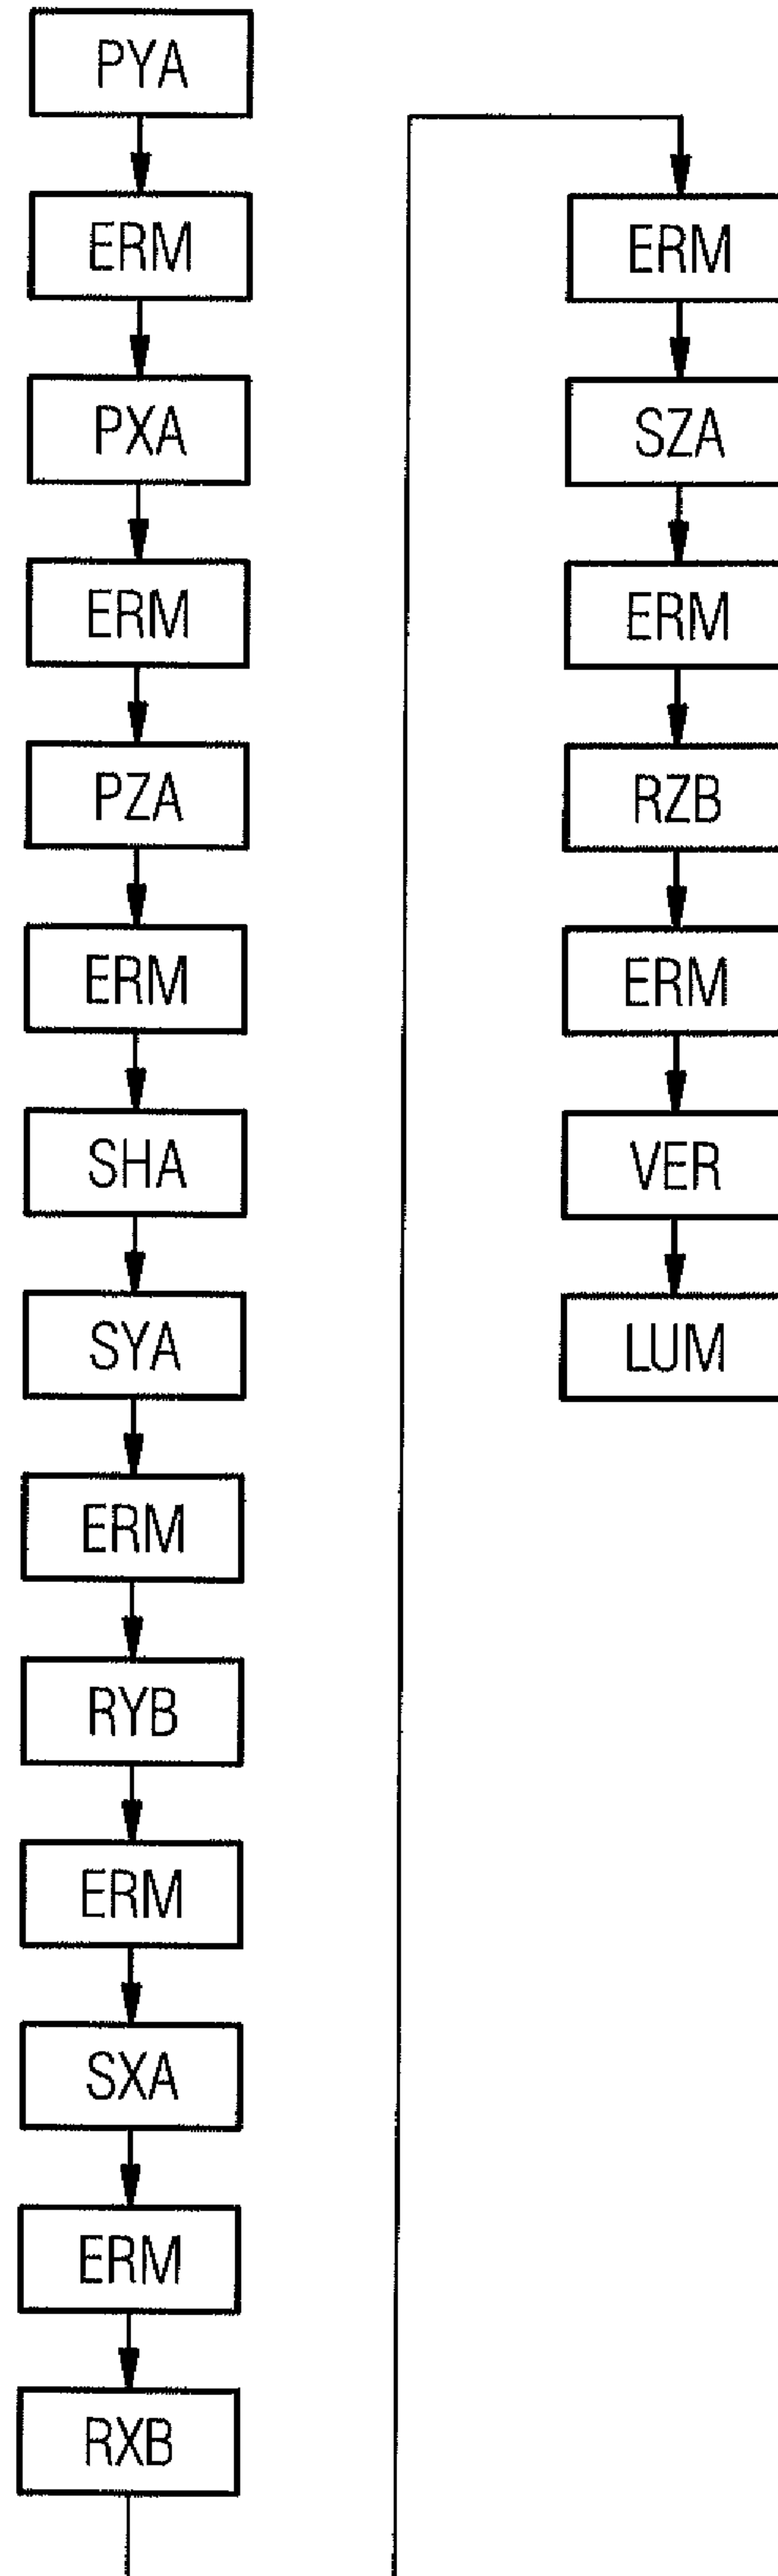 PYA
ERM
PXA
ERM
PZA
ERM
SHA
SYA
ERM
RYB
ERM
SXA
ERM
RXB
ERM
SZA
ERM
RZB
ERM
VER
LUM